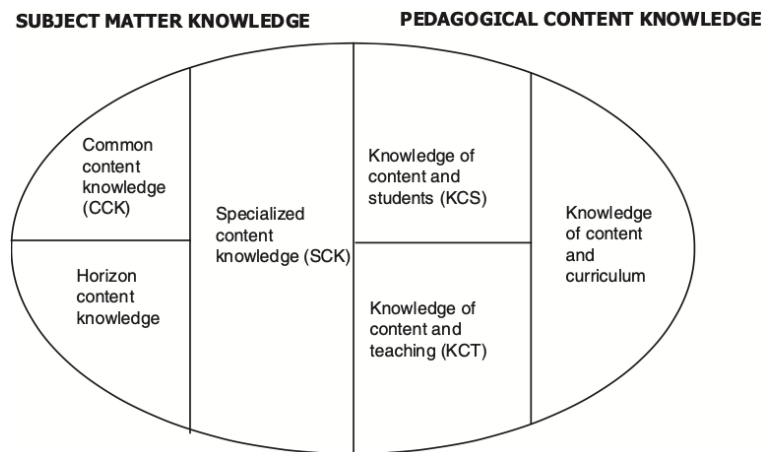 SUBJECT MATTER KNOWLEDGE
PEDAGOGICAL CONTENT KNOWLEDGE
Common
content
knowledge
(CCK)
Horizon
content
knowledge
Specialized
content
knowledge (SCK)
Knowledge of
content and
students (KCS)
Knowledge of
content and
teaching (KCT)
Knowledge
of content
and
curriculum